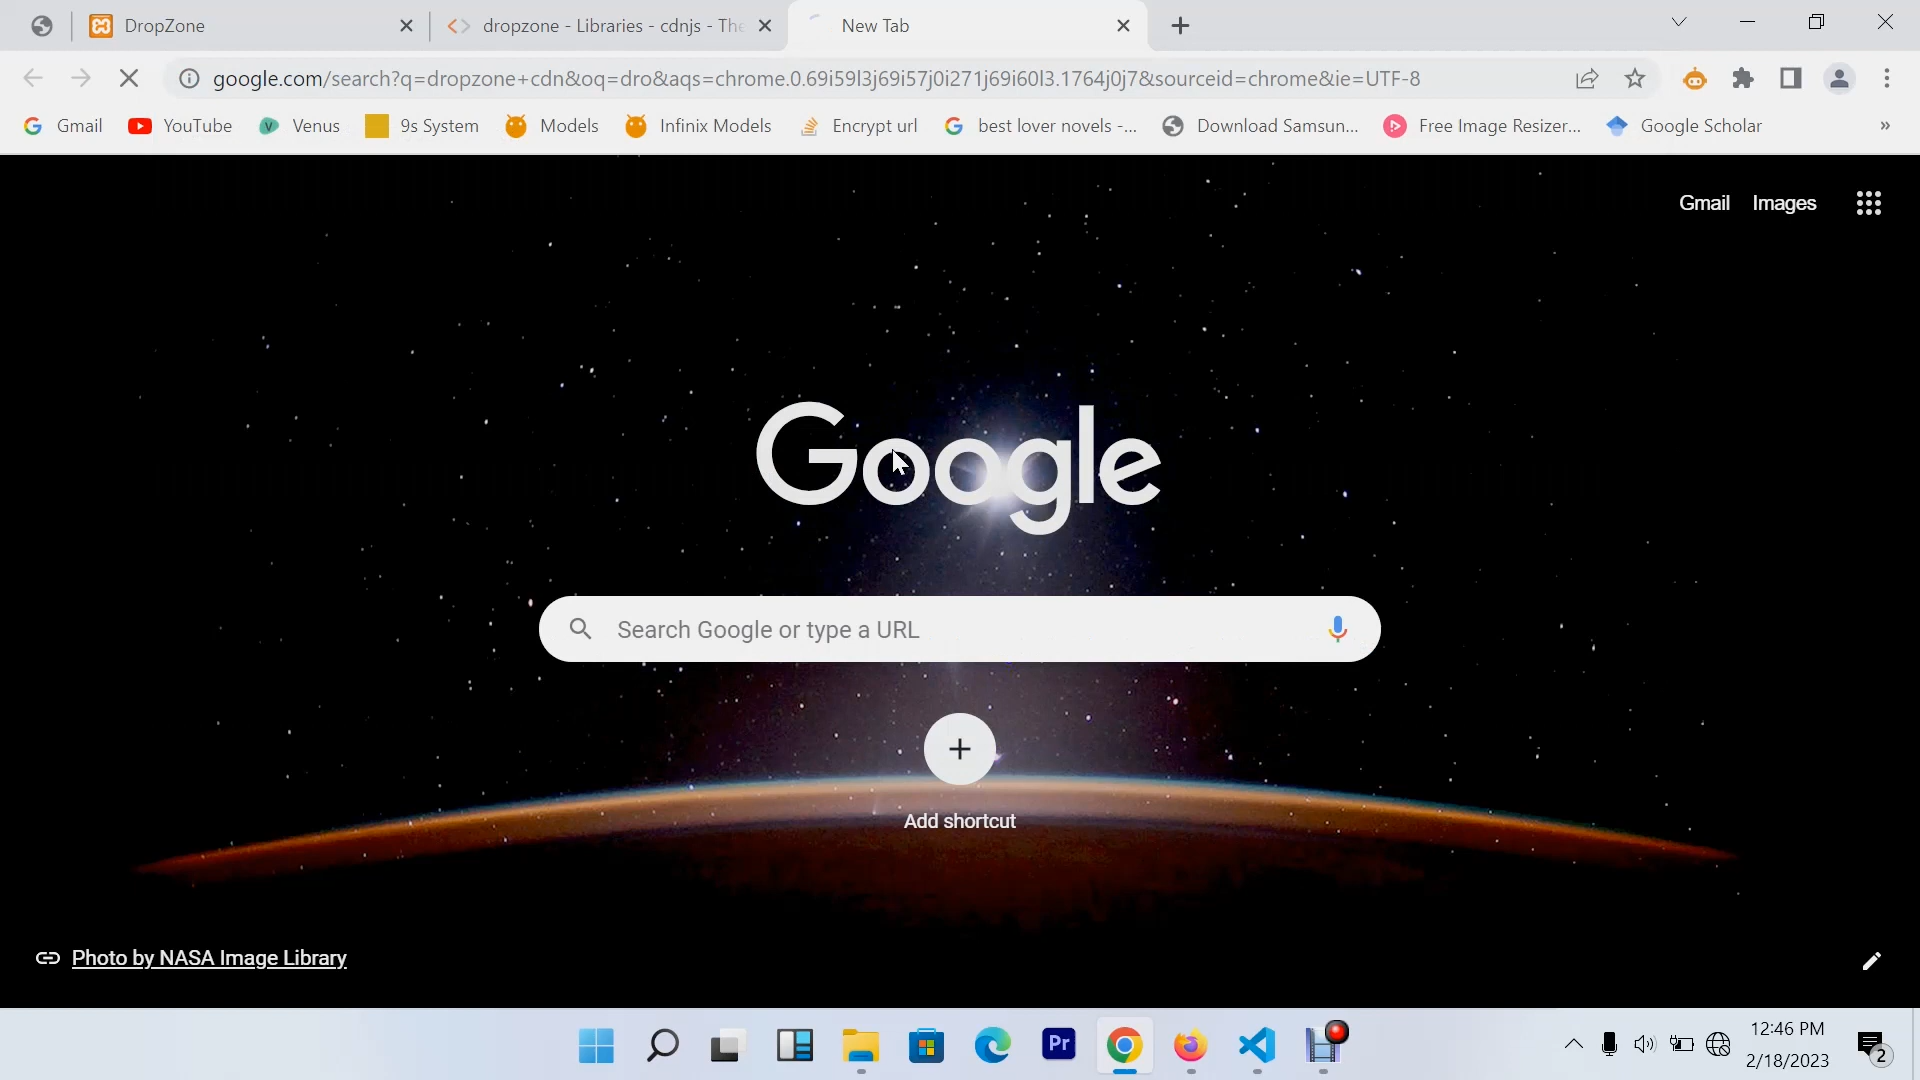 DropZone
dropzone - Libraries - cdnjs - The
New Tab
google.com/search?q=dropzone+cdn&oq=dro&aqs=chrome.0.69i59l3j69i57j0i271j69i60l3.1764j0j7&sourceid=chrome&ie=UTF-8
Gmail
YouTube
Venus
9s System
Models
Infinix Models
Encrypt url
best lover novels -...
Download Samsun...
Free Image Resizer...
Google Scholar
»
Gmail Images
Google
Search Google or type a URL
Add shortcut
Photo by NASA Image Library
Pr
12:46 PM
2/18/2023
2